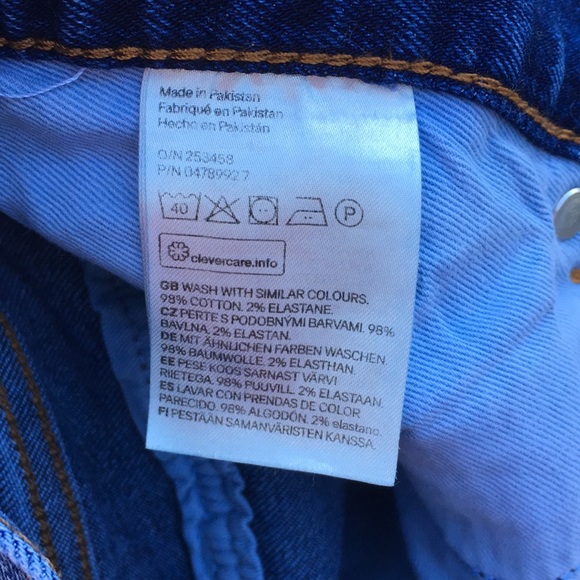 Made in Pakistan
Fabriqué en Pakistan
Hecho en Pakistán
O/N 253458
P/N 0478992 7
40 P
clevercare.info
GB WASH WITH SIMILAR COLOURS.
98% COTTON. 2% ELASTANE.
CZ PERTE S PODOBNÝMI BARVAMI. 98%
BAVLNA. 2% ELASTAN.
DE MIT ÄHNLICHEN FARBEN WASCHEN.
98% BAUMWOLLE. 2% ELASTHAN.
EE PESE KOOS SARNAST VÄRVI
RIIETEGA. 98% PUUVILL. 2% ELASTAAN.
ES LAVAR CON PRENDAS DE COLOR
PARECIDO. 98% ALGODÓN. 2% elastano.
FI PESTÄÄN SAMANVÄRISTEN KANSSA.